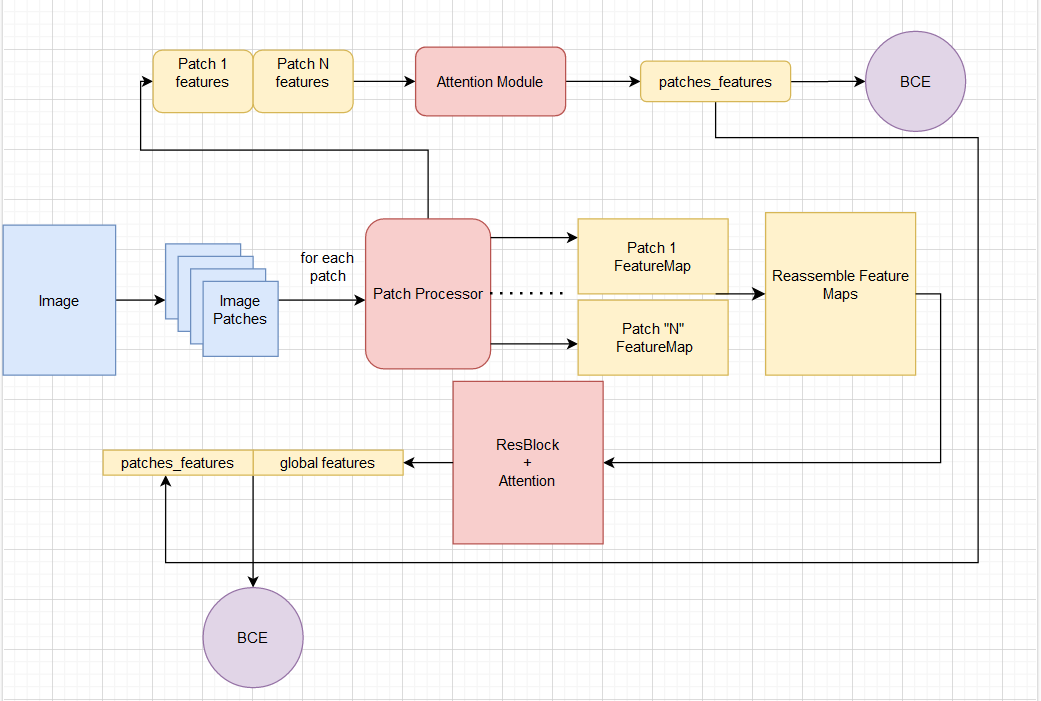 Patch 1
features
Patch N
features
Attention Module
patches_features
BCE
Image
Image
Patches
for each
patch
Patch Processor
Patch 1
FeatureMap
Patch "N"
FeatureMap
Reassemble Feature
Maps
ResBlock
+
Attention
patches_features
global features
BCE